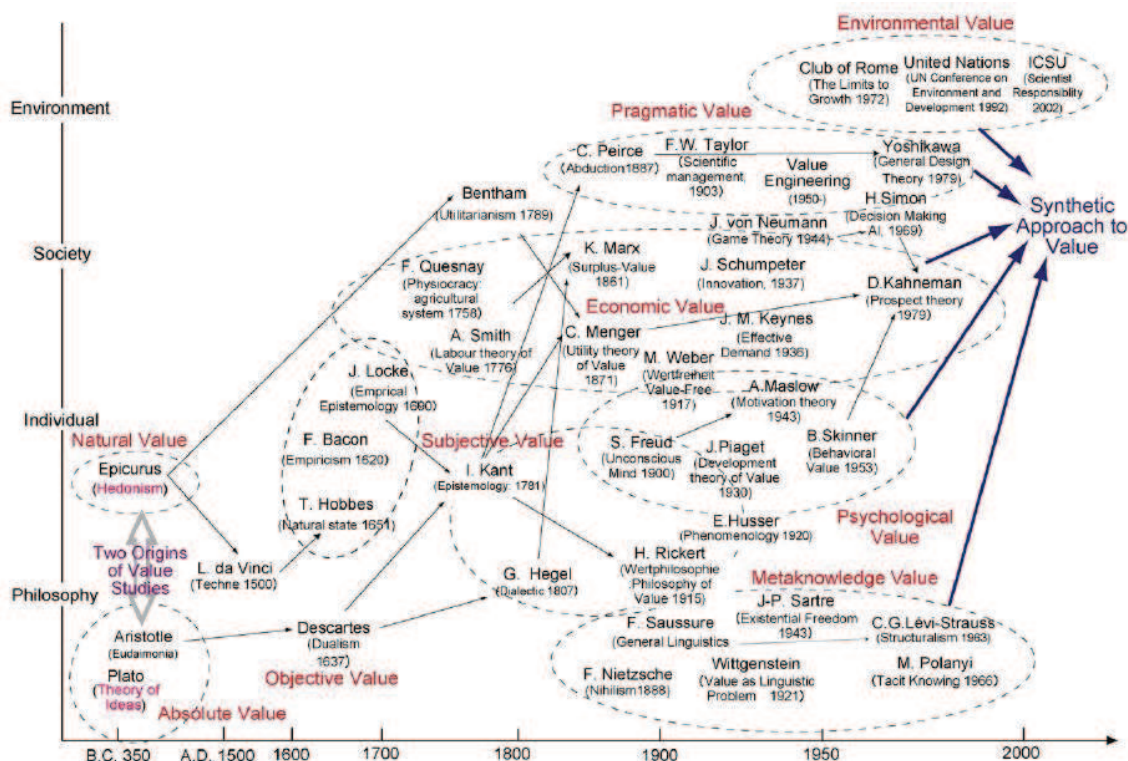 Environmental Value
Club of Rome
(The Limits to
Growth 1972)
United Nations
(UN Conference on
Environment and
Development 1992)
ICSU
(Scientist
Responsiblity
2002)
Environment
Pragmatic Value
C. Peirce
(Abduction1887)
F.W. Taylor
(Scientific
management,
1903)
Value
Engineering
(1950-)
Yoshikawa
(General Design
Theory 1979)
Bentham
(Utilitarianism 1789)
H.Simon
(Decision Making
AI, 1969)
Synthetic
Approach to
Value
J. von Neumann
(Game Theory 1944)
Society
K. Marx
(Surplus-Value
1861)
F. Quesnay
(Physiocracy:
agricultural
system 1758)
J. Schumpeter
(Innovation, 1937)
D.Kahneman
(Prospect theory
1979)
Economic Value
A. Smith
(Labour theory of
Value 1776)
C. Menger
(Utility theory
of Value
1871)
J. M. Keynes
(Effective
Demand 1936)
M. Weber
(Wertfreiheit
Value-Free
1917)
J. Locke
(Emprical
Epistemology 1690)
A.Maslow
(Motivation theory
1943)
Individual
Natural Value
Epicurus
(Hedonism)
F. Bacon
(Empiricism 1620)
Subjective Value
I. Kant
(Epistemology: 1781)
S. Freud
(Unconscious
Mind 1900)
J.Piaget
(Development
theory of Value
1930)
B.Skinner
(Behavioral
Value 1953)
T. Hobbes
(Natural state 1651)
E.Husser
(Phenomenology 1920)
Psychological
Value
Two Origins
of Value
Studies
L. da Vinci
(Techne 1500)
G. Hegel
(Dialectic 1807)
H. Rickert
(Wertphilosophie
:Philosophy of
Value 1915)
Metaknowledge Value
Philosophy
J-P. Sartre
(Existential Freedom
1943)
Aristotle
(Eudaimonia)
Descartes
(Dualism
1637)
F. Saussure
(General Linguistics)
C.G.Lévi-Strauss
(Structuralism 1963)
Plato
(Theory of
Ideas)
Objective Value
F. Nietzsche
(Nihilism1888)
Wittgenstein
(Value as Linguistic
Problem 1921)
M. Polanyi
(Tacit Knowing 1966)
Absolute Value
B.C. 350 A.D. 1500 1600 1700 1800 1900 1950 2000